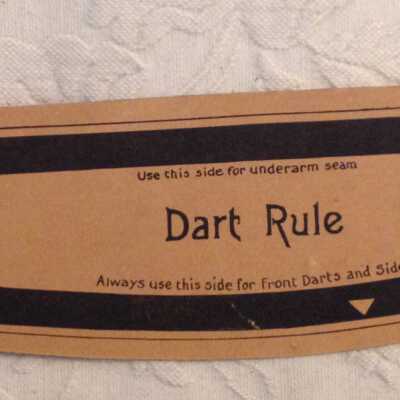 Use this side for underarm seam
Dart Rule
Always use this side for Front Darts and Side